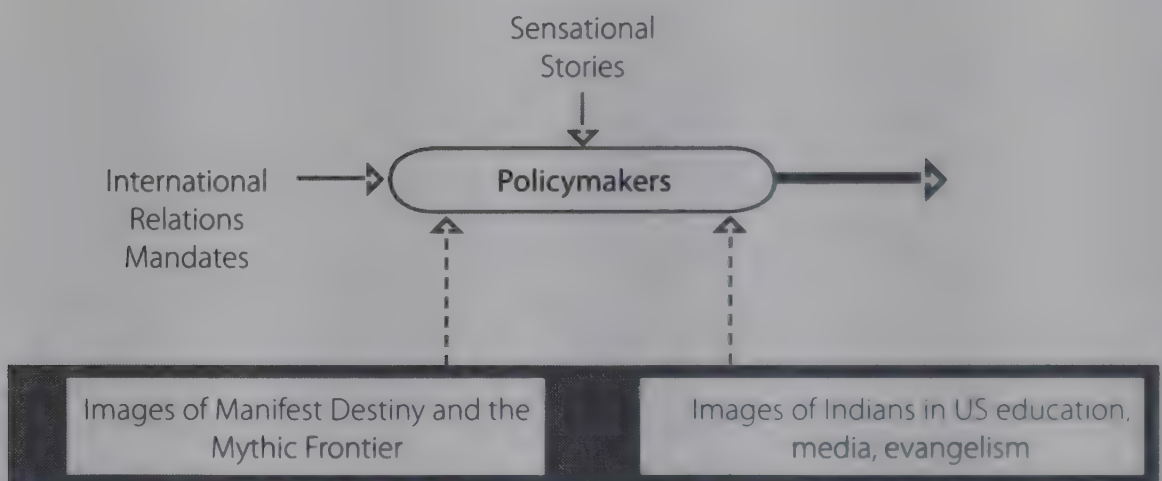 Sensational
Stories
International
Relations
Mandates
Policymakers
Images of Manifest Destiny and the
Mythic Frontier
Images of Indians in US education,
media, evangelism